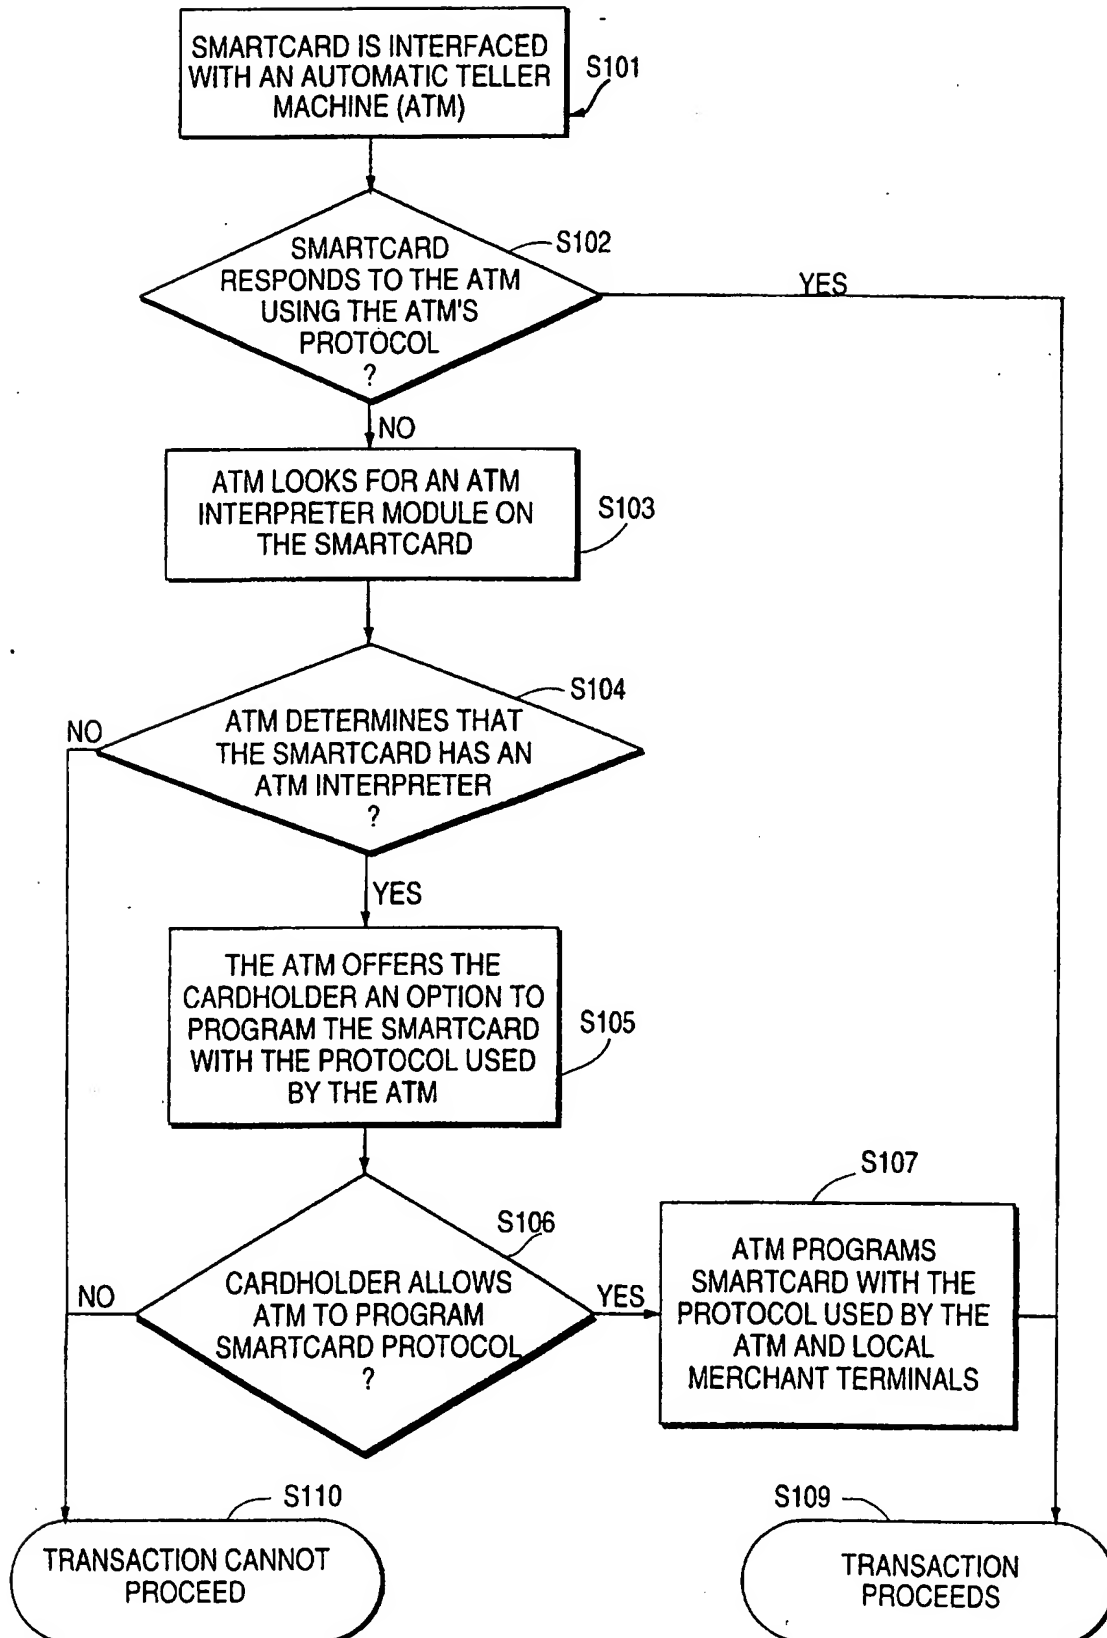 SMARTCARD IS INTERFACED
WITH AN AUTOMATIC TELLER
MACHINE (ATM)
S101
SMARTCARD
RESPONDS TO THE ATM
USING THE ATM'S
PROTOCOL
?
S102
YES
NO
ATM LOOKS FOR AN ATM
INTERPRETER MODULE ON
THE SMARTCARD
S103
S104
NO
ATM DETERMINES THAT
THE SMARTCARD HAS AN
ATM INTERPRETER
?
YES
THE ATM OFFERS THE
CARDHOLDER AN OPTION TO
PROGRAM THE SMARTCARD
WITH THE PROTOCOL USED
BY THE ATM
S105
S106
NO
CARDHOLDER ALLOWS
ATM TO PROGRAM
SMARTCARD PROTOCOL
?
YES
S107
ATM PROGRAMS
SMARTCARD WITH THE
PROTOCOL USED BY THE
ATM AND LOCAL
MERCHANT TERMINALS
S110
TRANSACTION CANNOT
PROCEED
S109
TRANSACTION
PROCEEDS